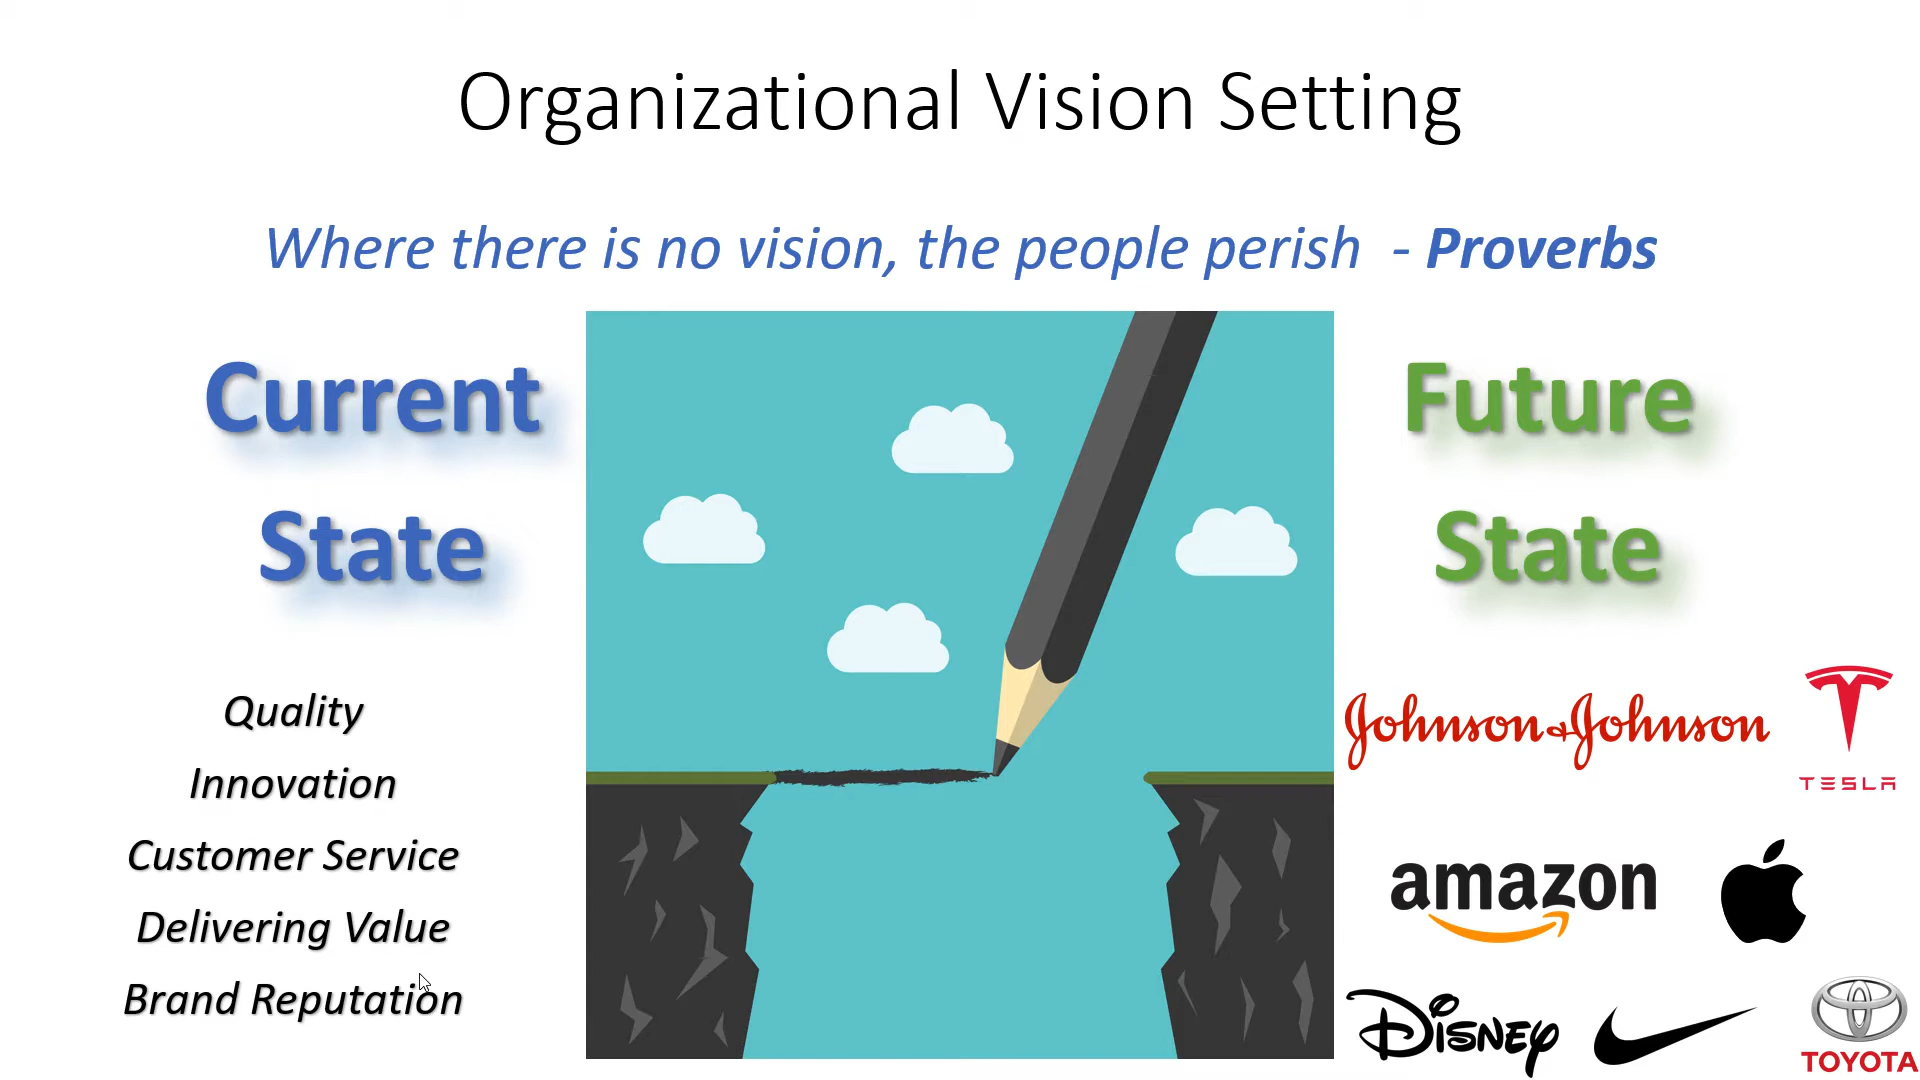 Organizational Vision Setting
Where there is no vision, the people perish - Proverbs
Current
State
Quality
Innovation
Customer Service
Delivering Value
Brand Reputation
Future
State
Johnson & Johnson
TESLA
amazon
DISNEY
TOYOTA